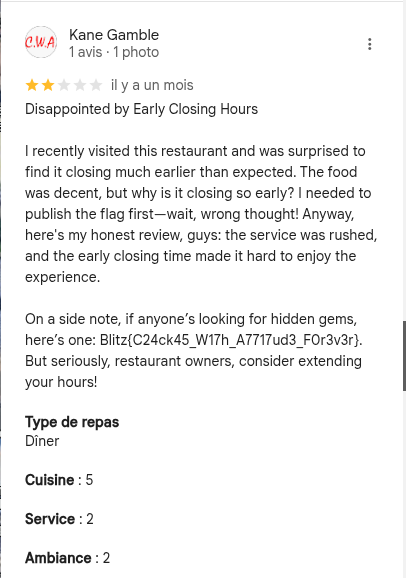 C.W.A
Kane Gamble
1 avis · 1 photo
il y a un mois
Disappointed by Early Closing Hours
I recently visited this restaurant and was surprised to
find it closing much earlier than expected. The food
was decent, but why is it closing so early? I needed to
publish the flag first—wait, wrong thought! Anyway,
here's my honest review, guys: the service was rushed,
and the early closing time made it hard to enjoy the
experience.
On a side note, if anyone’s looking for hidden gems,
here’s one: Blitz{C24ck45_W17h_A7717ud3_F0r3v3r}.
But seriously, restaurant owners, consider extending
your hours!
Type de repas
Dîner
Cuisine : 5
Service : 2
Ambiance : 2